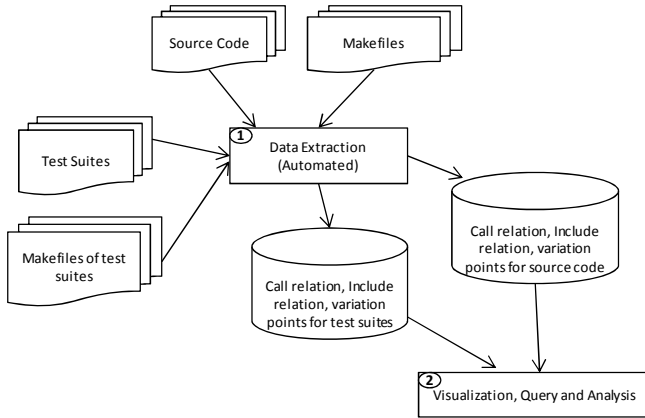 Source Code
Makefiles
1
Data Extraction
(Automated)
Test Suites
Makefiles of test
suites
Call relation, Include
relation, variation
points for source code
Call relation, Include
relation, variation
points for test suites
2
Visualization, Query and Analysis